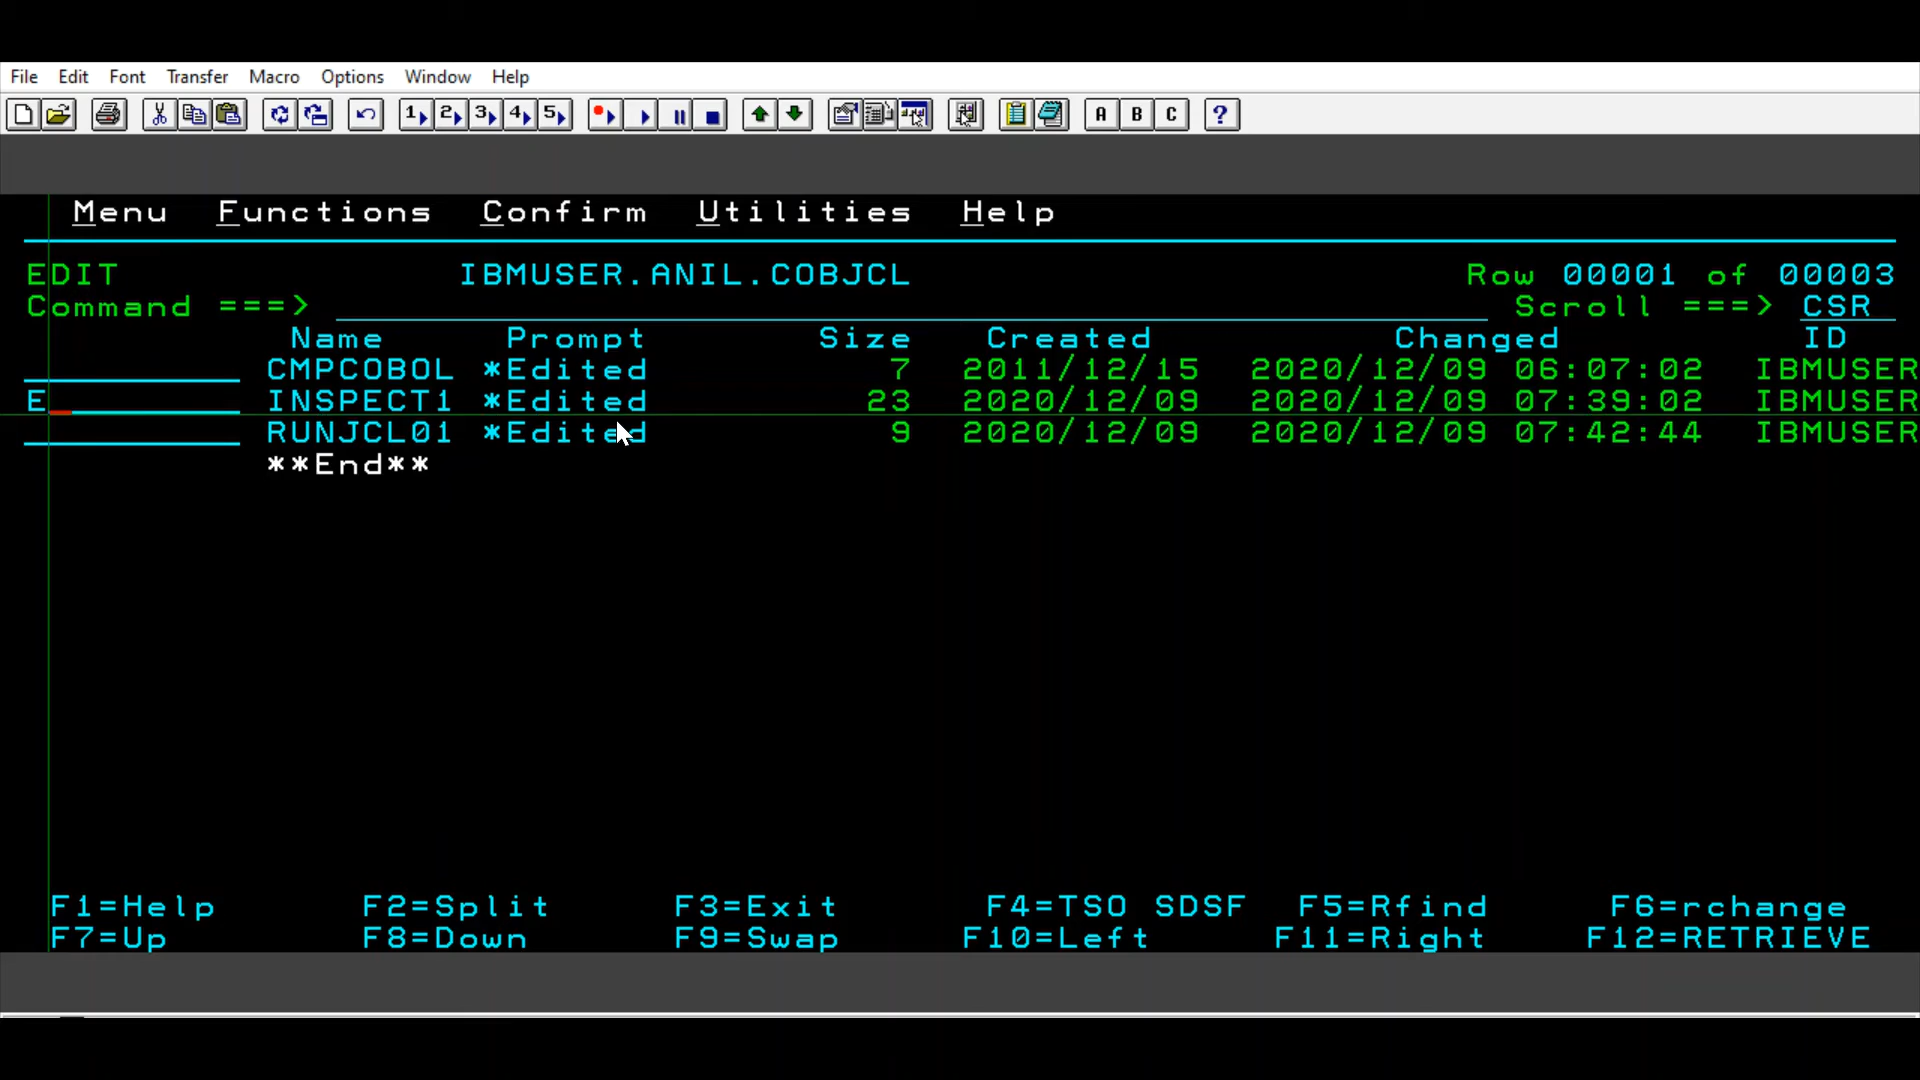 File Edit Font Transfer Macro Options Window Help
1 2 3 4 5 A B C ?
Menu Functions Confirm Utilities Help
EDIT IBMUSER.ANIL.COBJCL Row 00001 of 00003
Command ===> Scroll ===> CSR
Name Prompt Size Created Changed ID
CMPCOBOL *Edited 7 2011/12/15 2020/12/09 06:07:02 IBMUSER
E INSPECT1 *Edited 23 2020/12/09 2020/12/09 07:39:02 IBMUSER
RUNJCL01 *Edited 9 2020/12/09 2020/12/09 07:42:44 IBMUSER
**End**
F1=Help F2=Split F3=Exit F4=TSO SDSF F5=Rfind F6=rchange
F7=Up F8=Down F9=Swap F10=Left F11=Right F12=RETRIEVE